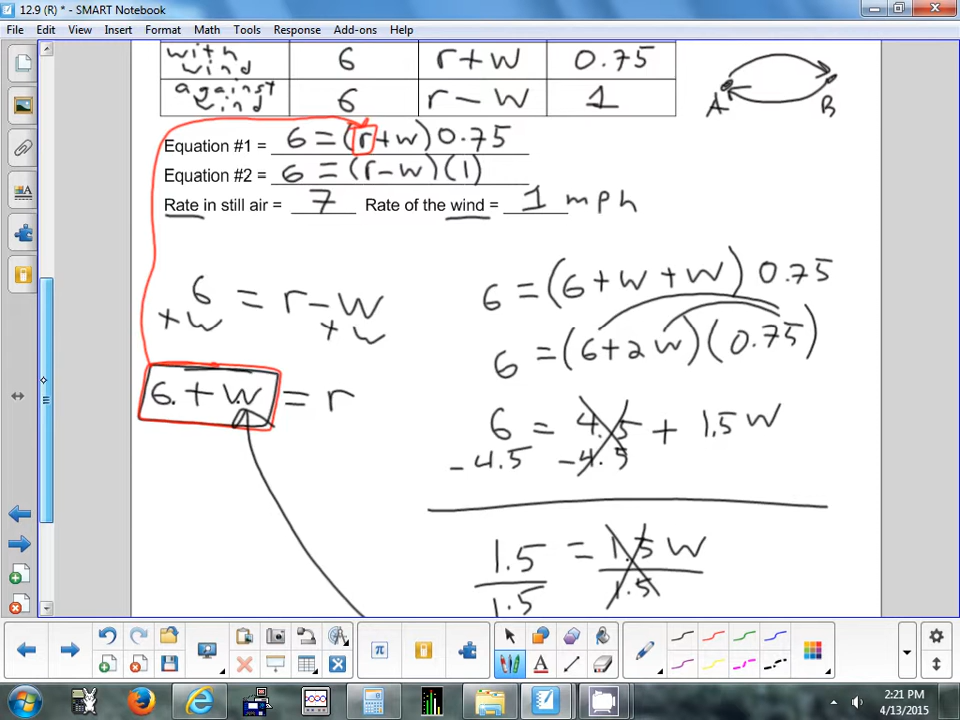 12.9 (R) * - SMART Notebook
File Edit View Insert Format Math Tools Response Add-ons Help
with wind 6 r+w 0.75
against wind 6 r-w 1
A B
Equation #1 = 6 = (r+w) 0.75
Equation #2 = 6 = (r-w)(1)
Rate in still air = 7 Rate of the wind = 1 mph
6 = r-w
+w +w
6 + w = r
6 = (6+w+w) 0.75
6 = (6+2w)(0.75)
6 = 4.5 + 1.5w
-4.5 -4.5
1.5 = 1.5w
1.5 1.5
2:21 PM
4/13/2015